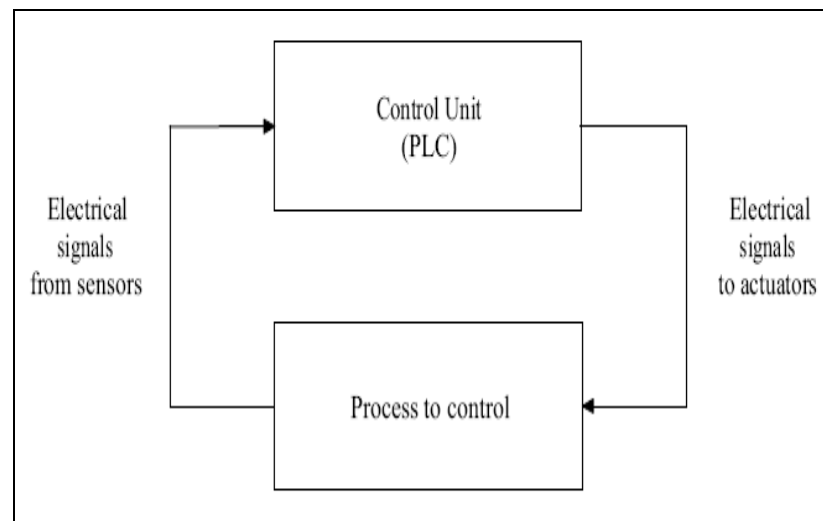 Control Unit
(PLC)
Electrical
signals
from sensors
Electrical
signals
to actuators
Process to control